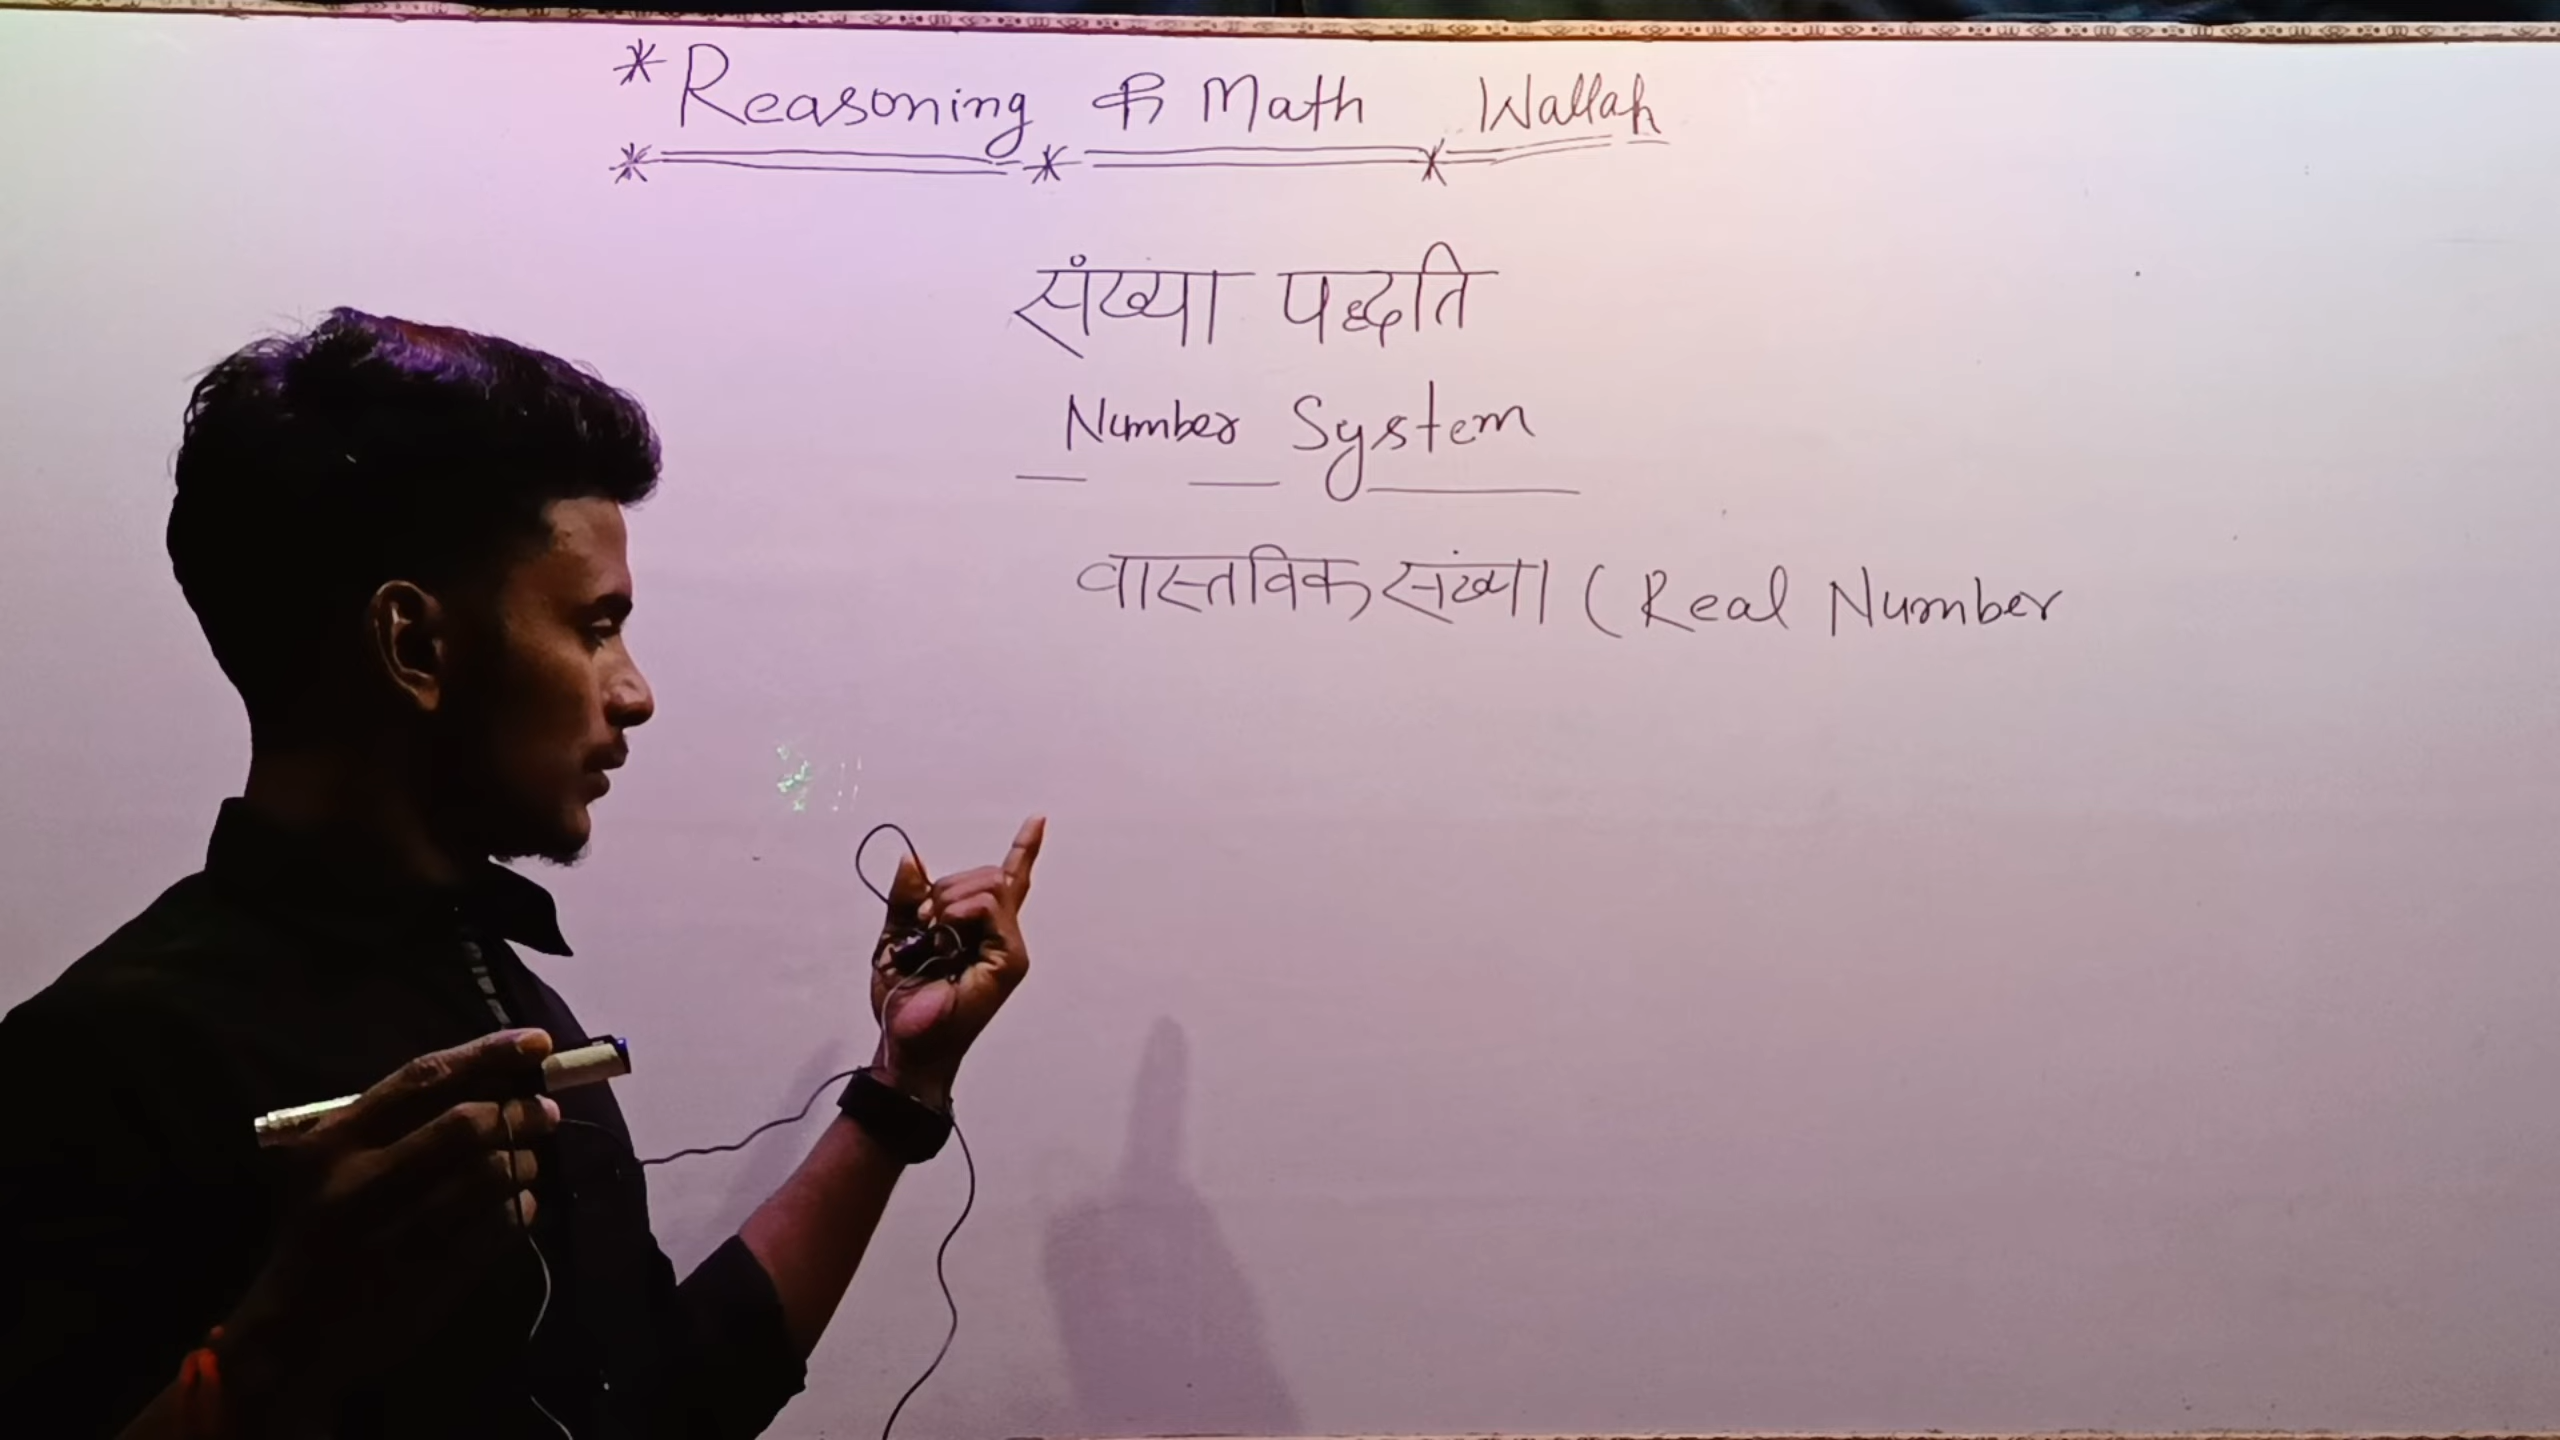 * Reasoning के Math Wallah
संख्या पद्धति
Number System
वास्तविक संख्या (Real Number